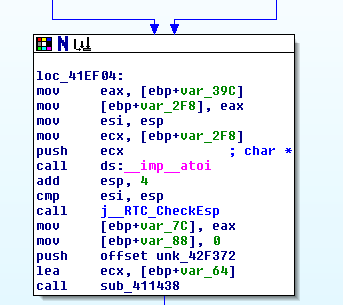 loc_41EF04:
mov eax, [ebp+var_39C]
mov [ebp+var_2F8], eax
mov esi, esp
mov ecx, [ebp+var_2F8]
push ecx ; char *
call ds:__imp__atoi
add esp, 4
cmp esi, esp
call j__RTC_CheckEsp
mov [ebp+var_7C], eax
mov [ebp+var_88], 0
push offset unk_42F372
lea ecx, [ebp+var_64]
call sub_411438